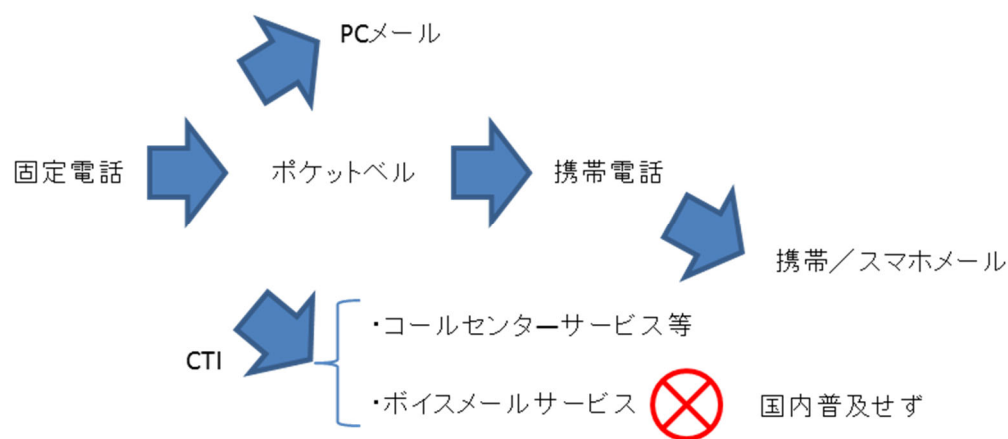 PCメール
固定電話
ポケットベル
携帯電話
携帯／スマホメール
・コールセンターサービス等
CTI
・ボイスメールサービス
国内普及せず